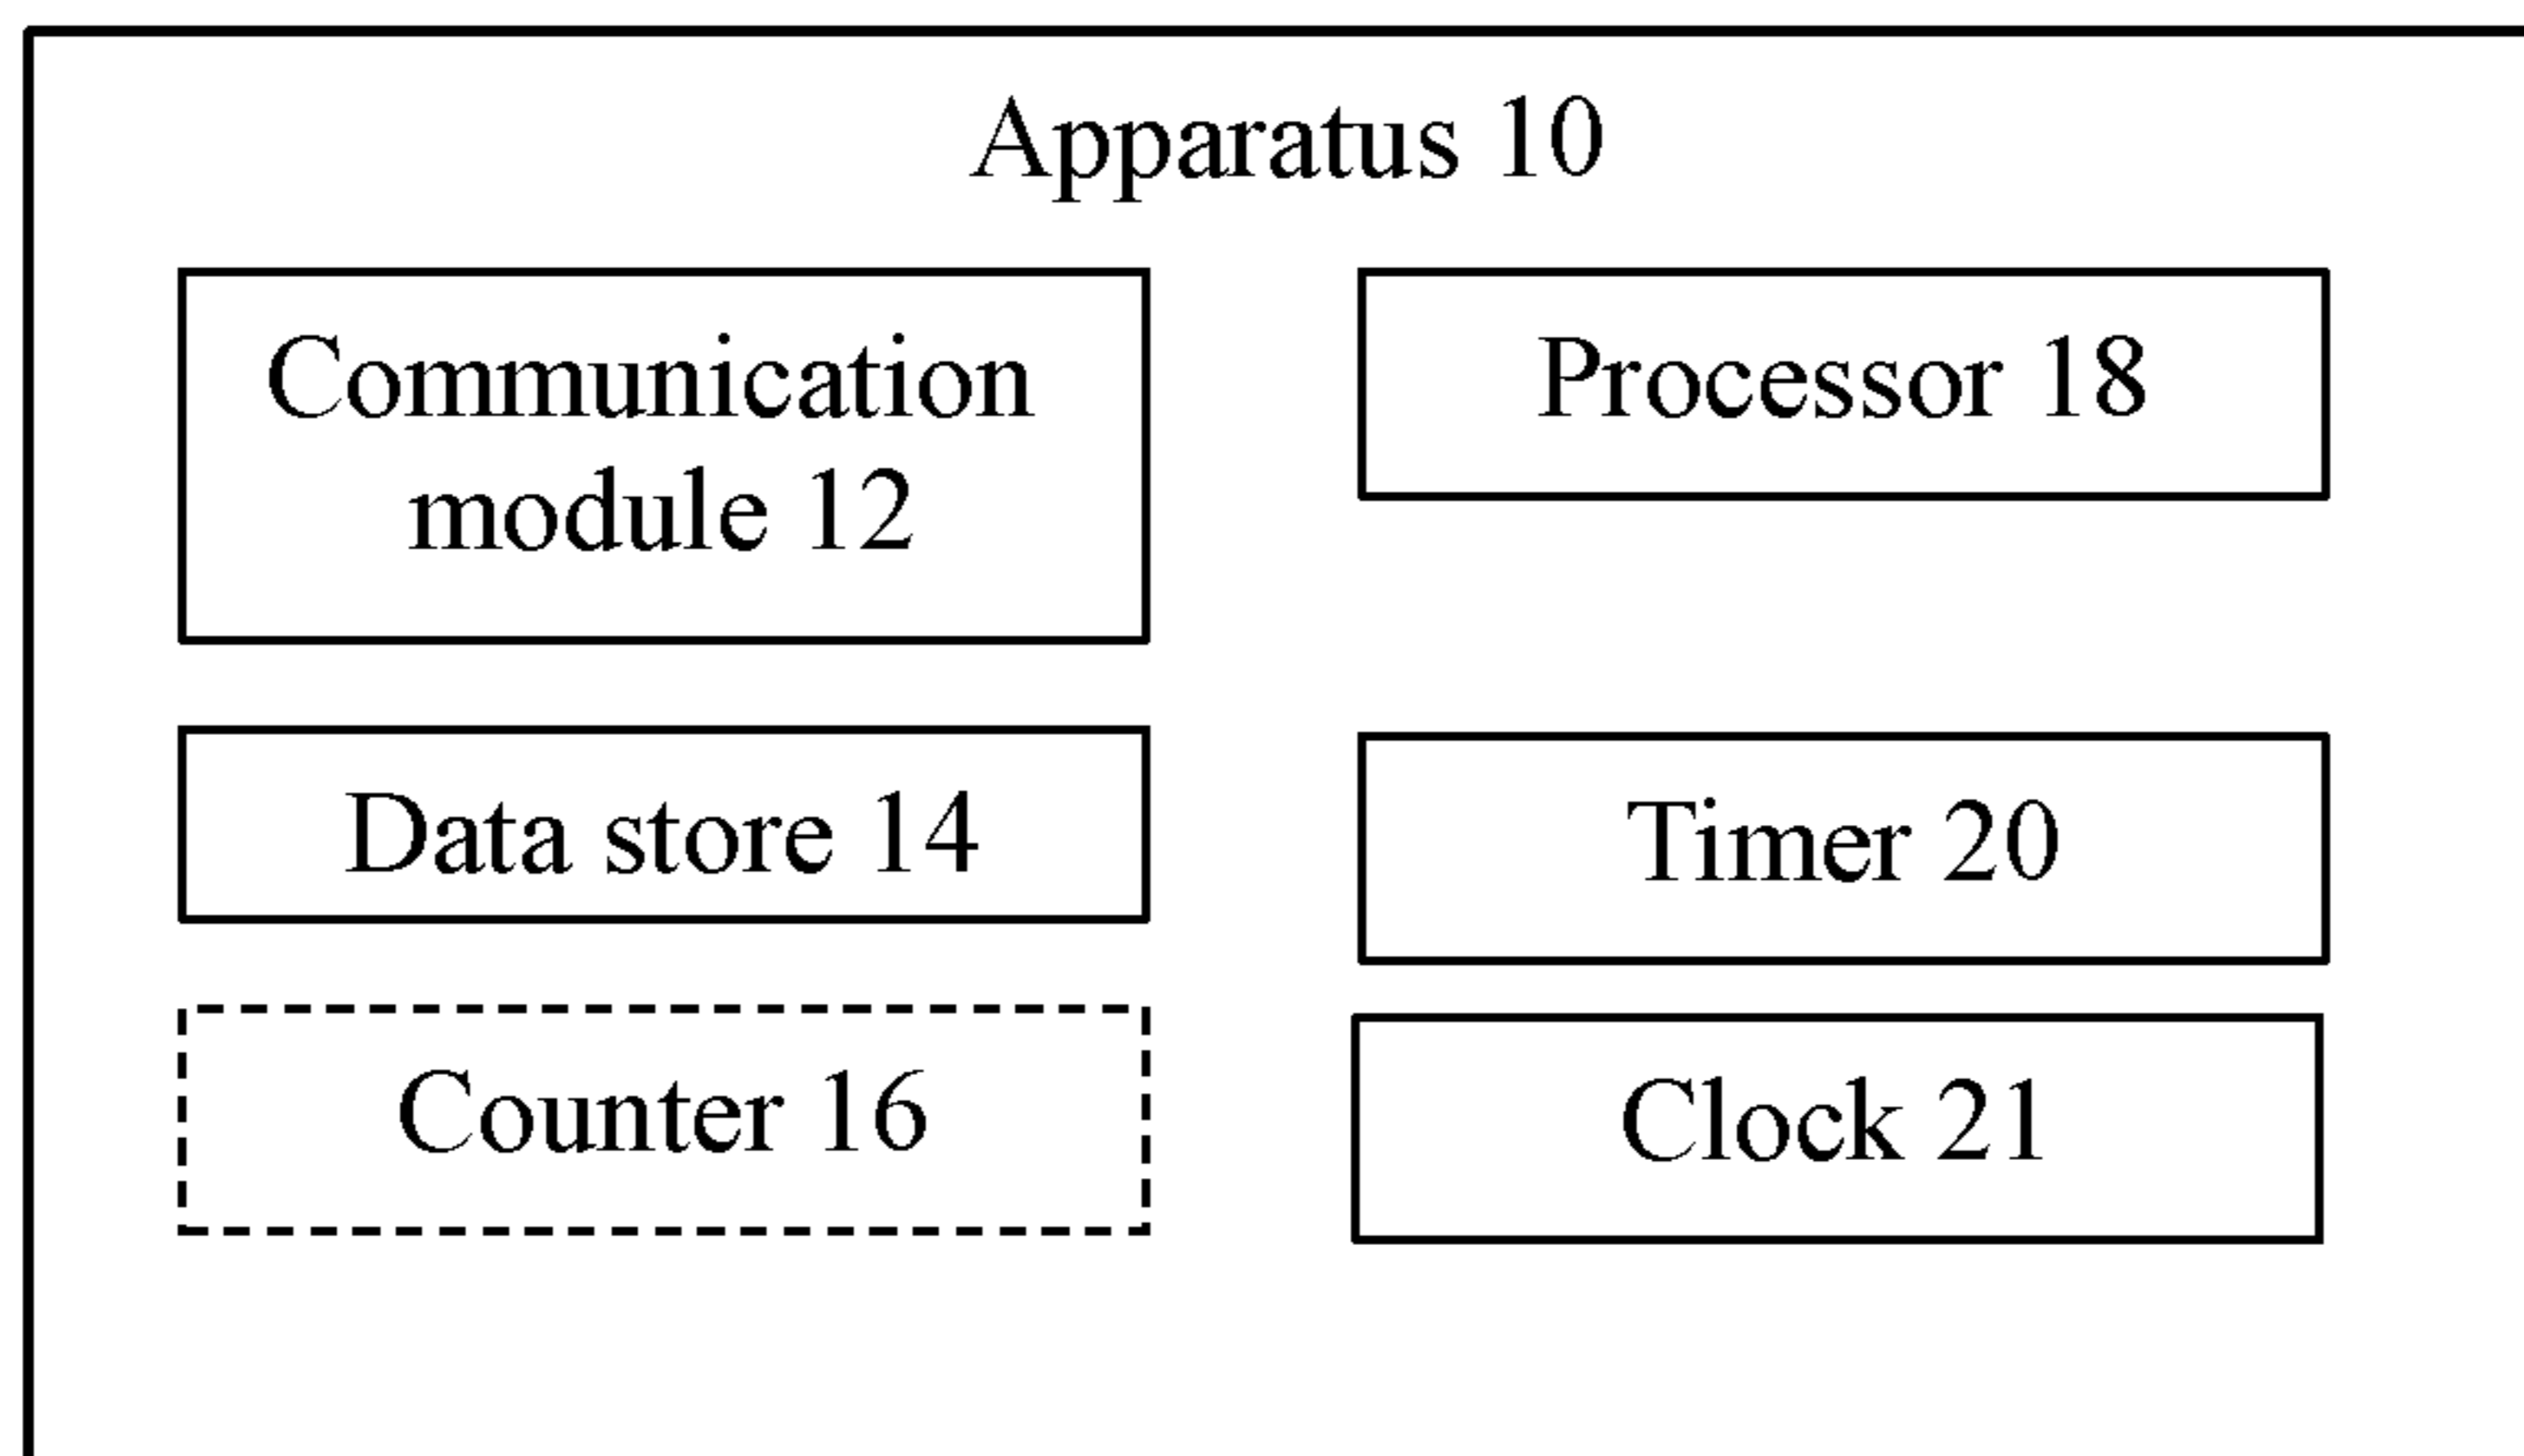 Apparatus 10
Communication
module 12
Processor 18
Data store 14
Timer 20
Counter 16
Clock 21